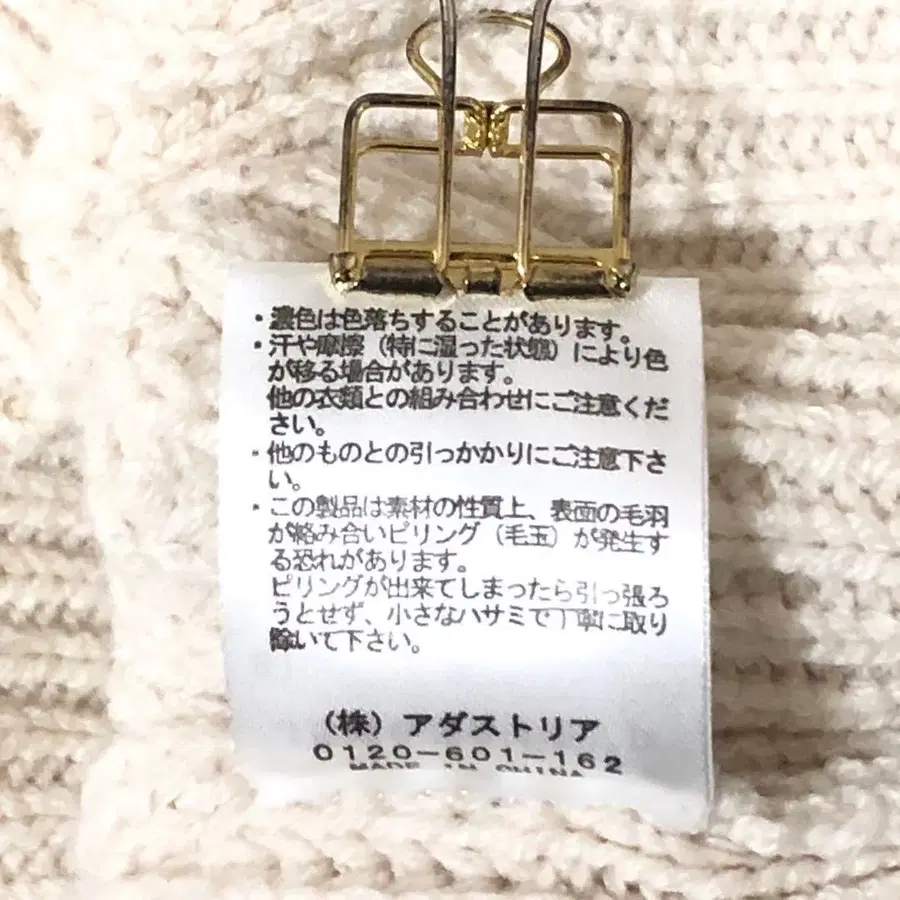 ・濃色は色落ちすることがあります。
・汗や摩擦（特に湿った状態）により色
が移る場合があります。
他の衣類との組み合わせにご注意くだ
さい。
・他のものとの引っかかりにご注意下さ
い。
・この製品は素材の性質上、表面の毛羽
が絡み合いピリング（毛玉）が発生す
る恐れがあります。
ピリングが出来てしまったら引っ張ろ
うとせず、小さなハサミで丁寧に取り
除いて下さい。
（株）アダストリア
0120-601-162
MADE IN CHINA